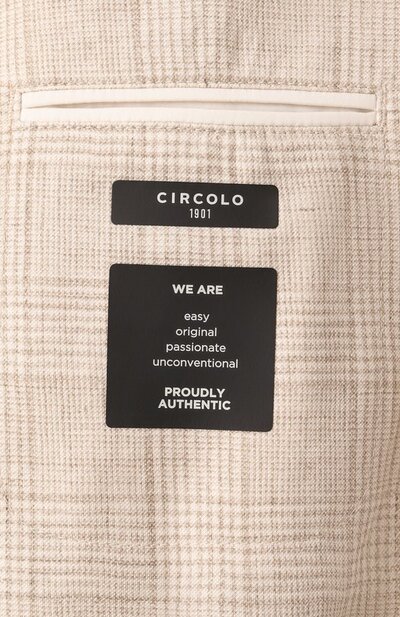 CIRCOLO
1901
WE ARE
easy
original
passionate
unconventional
PROUDLY
AUTHENTIC